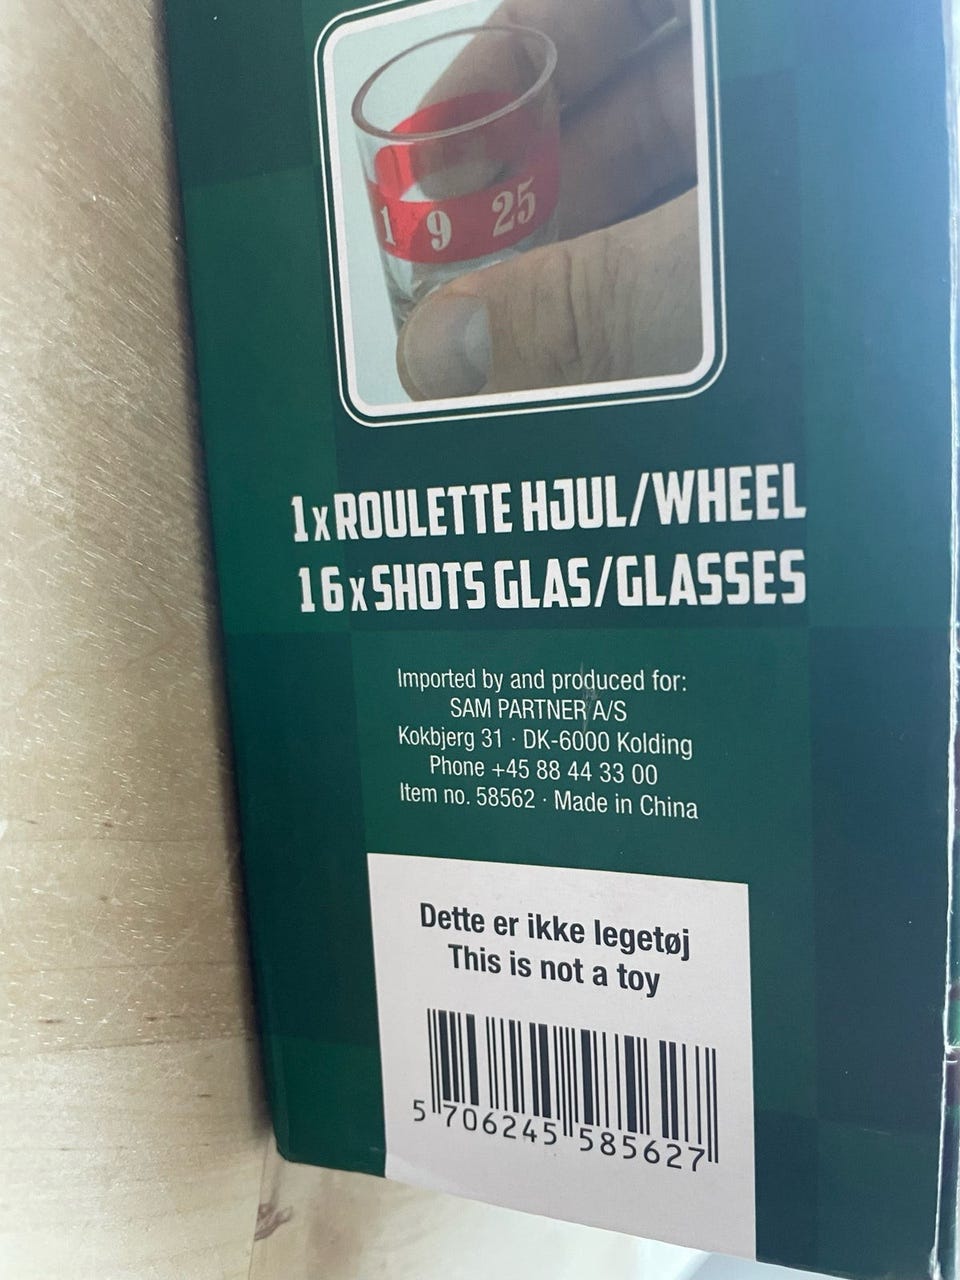 1 9 25
1x ROULETTE HJUL/WHEEL
16x SHOTS GLAS/GLASSES
Imported by and produced for:
SAM PARTNER A/S
Kokbjerg 31 · DK-6000 Kolding
Phone +45 88 44 33 00
Item no. 58562 · Made in China
Dette er ikke legetøj
This is not a toy
5 706245 585627